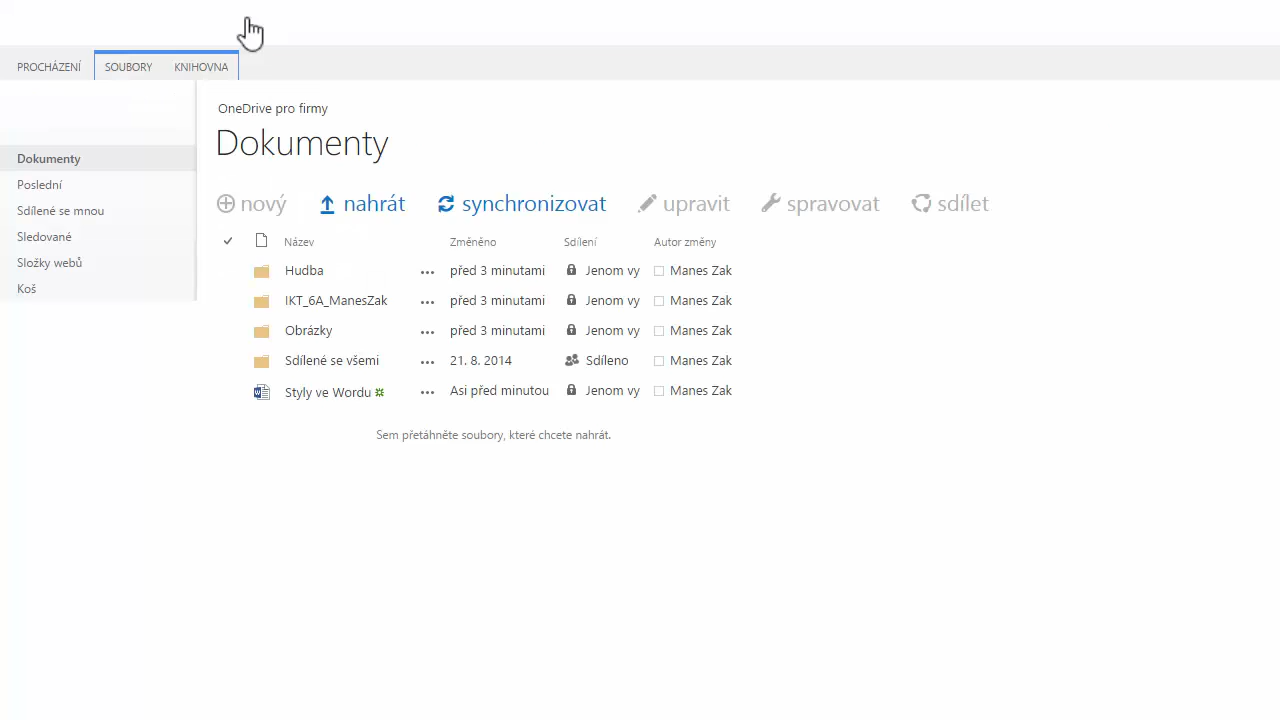 PROCHÁZENÍ SOUBORY KNIHOVNA
OneDrive pro firmy
Dokumenty
Dokumenty
Poslední
Sdílené se mnou
Sledované
Složky webů
Koš
nový nahrát synchronizovat upravit spravovat sdílet
Název Změněno Sdílení Autor změny
Hudba ... před 3 minutami Jenom vy Manes Zak
IKT_6A_ManesZak ... před 3 minutami Jenom vy Manes Zak
Obrázky ... před 3 minutami Jenom vy Manes Zak
Sdílené se všemi ... 21. 8. 2014 Sdíleno Manes Zak
Styly ve Wordu ... Asi před minutou Jenom vy Manes Zak
Sem přetáhněte soubory, které chcete nahrát.